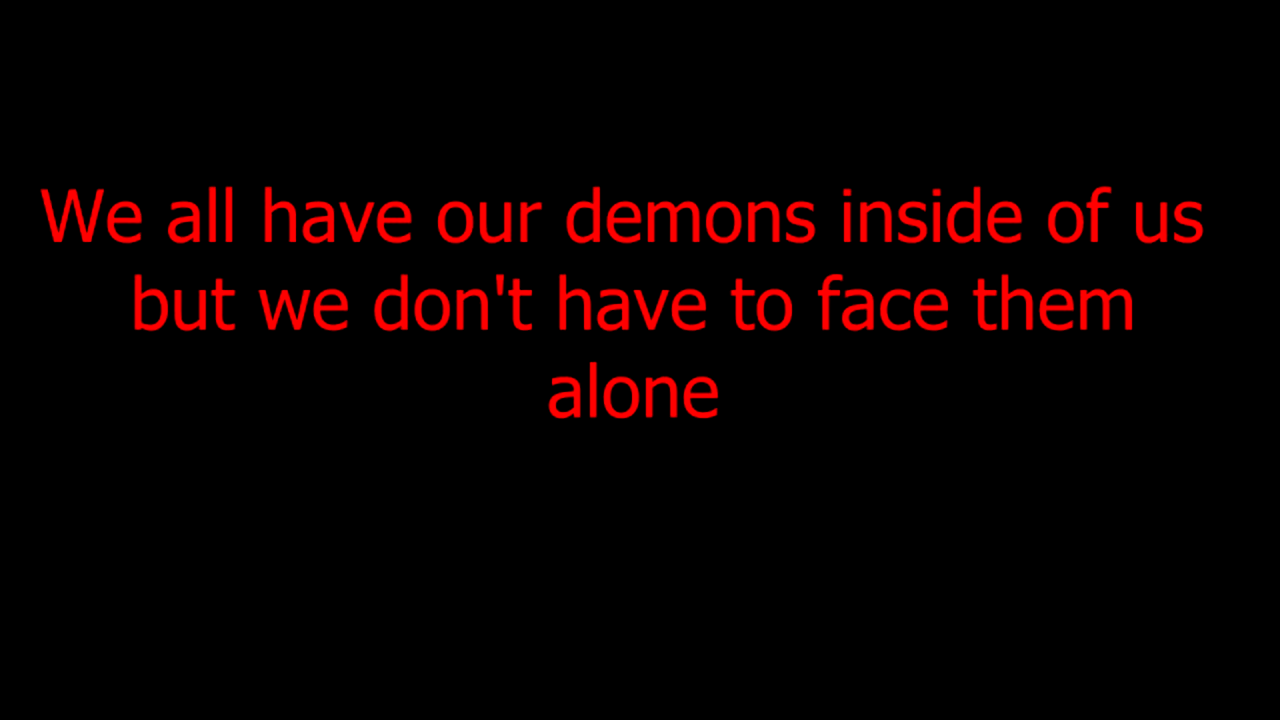 We all have our demons inside of us
but we don't have to face them
alone